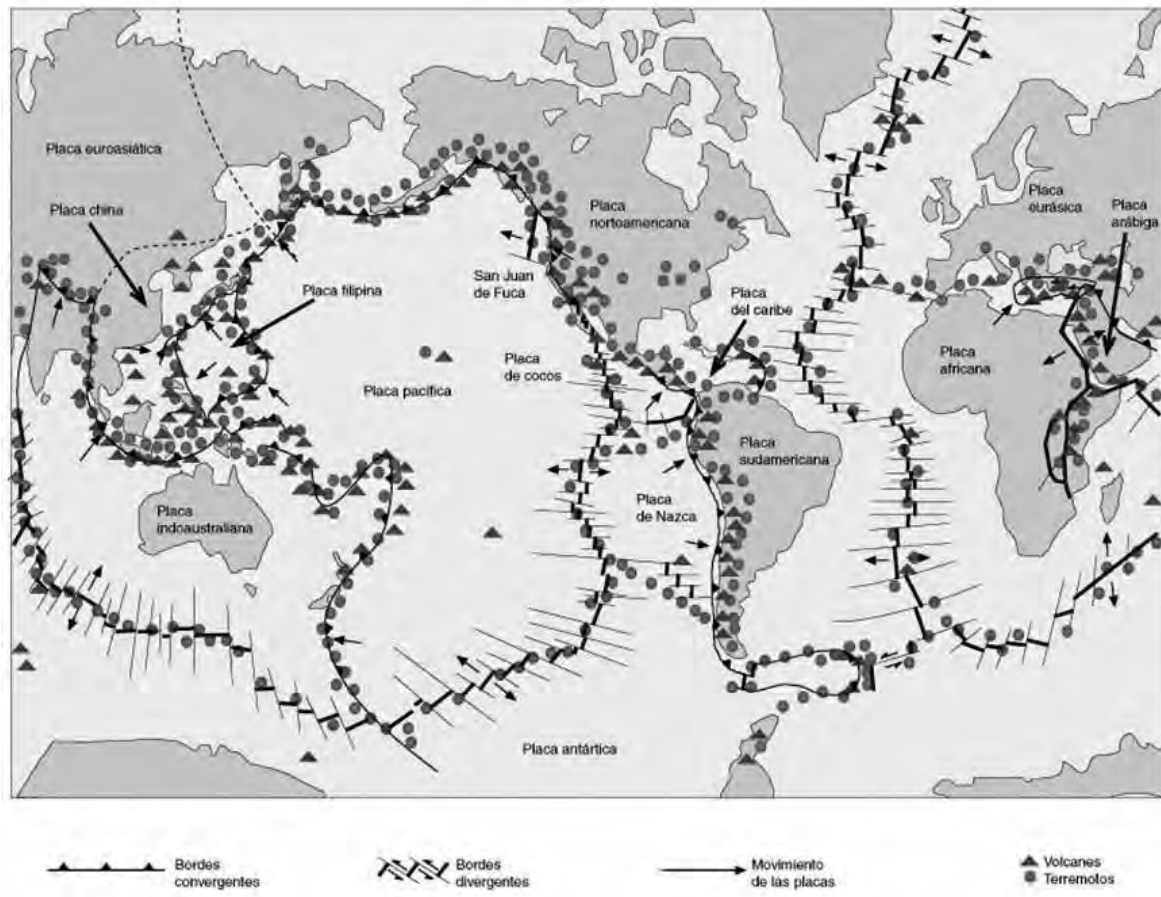 Placa euroasiática
Placa china
Placa filipina
Placa pacífica
Placa
indoaustraliana
San Juan
de Fuca
Placa
nortoamericana
Placa
de cocos
Placa
del caribe
Placa
sudamericana
Placa
de Nazca
Placa antártica
Placa
eurásica
Placa
arábiga
Placa
africana
Bordes
convergentes
Bordes
divergentes
Movimiento
de las placas
Volcanes
Terremotos